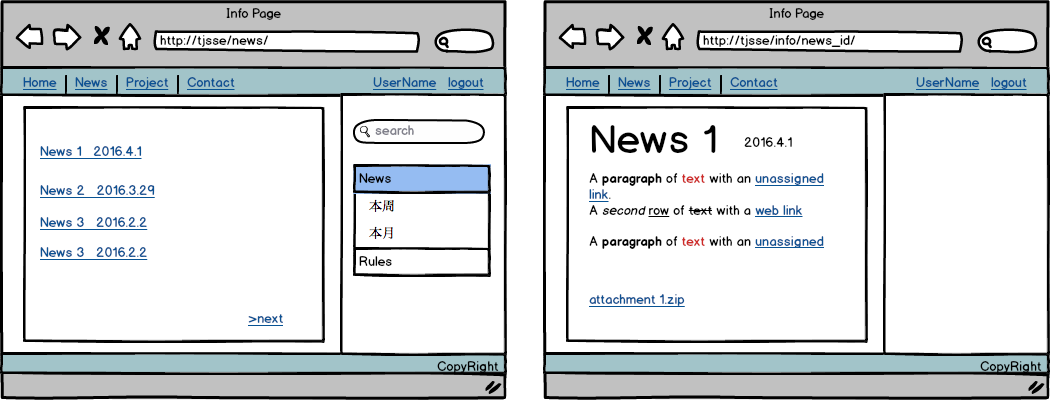 Info Page
http://tjsse/news/
Home News Project Contact UserName logout
News 1 2016.4.1
News 2 2016.3.29
News 3 2016.2.2
News 3 2016.2.2
>next
search
News
本周
本月
Rules
CopyRight
Info Page
http://tjsse/info/news_id/
Home News Project Contact UserName logout
News 1 2016.4.1
A paragraph of text with an unassigned
link.
A second row of text with a web link
A paragraph of text with an unassigned
attachment 1.zip
CopyRight